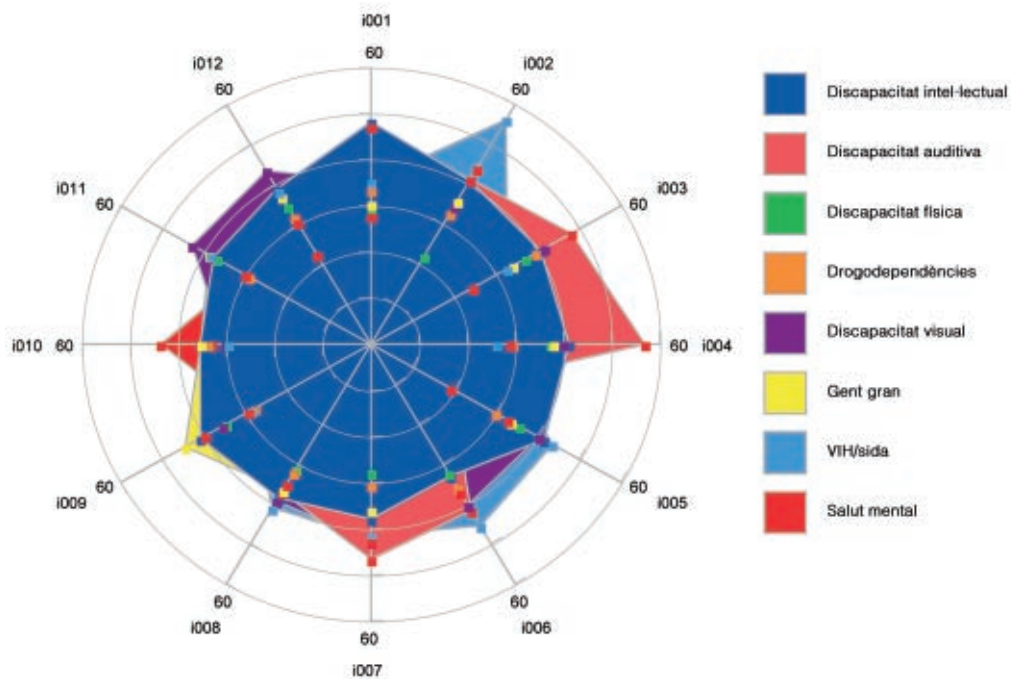 i001
60
i012
60
i002
60
i011
60
i003
60
i010
60
60
i004
i009
60
i005
60
i008
60
i006
60
i007
60
Discapacitat intel·lectual
Discapacitat auditiva
Discapacitat física
Drogodependències
Discapacitat visual
Gent gran
VIH/sida
Salut mental